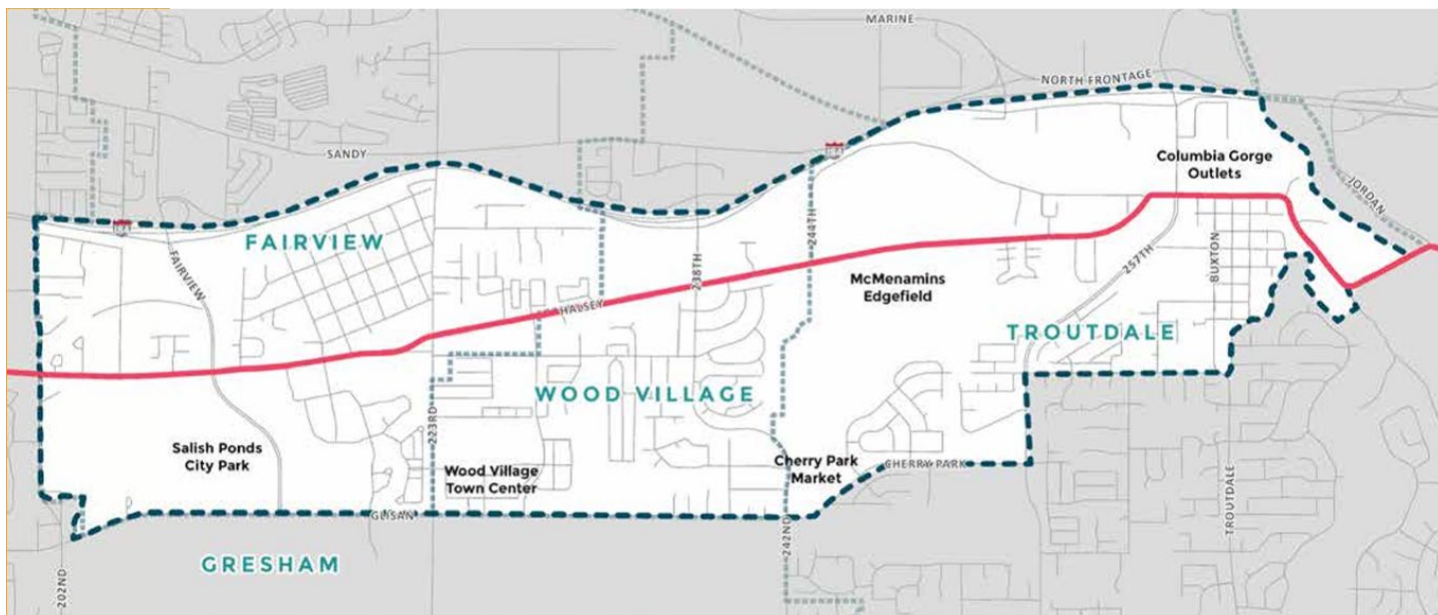 MARINE
NORTH FRONTAGE
SANDY
84
Columbia Gorge
Outlets
JORDAN
84
FAIRVIEW
FAIRVIEW
244TH
238TH
257TH
BUXTON
McMenamins
Edgefield
HALSEY
TROUTDALE
WOOD VILLAGE
223RD
Salish Ponds
City Park
Wood Village
Town Center
Cherry Park
Market
CHERRY PARK
TROUTDALE
GLISAN
242ND
GRESHAM
202ND